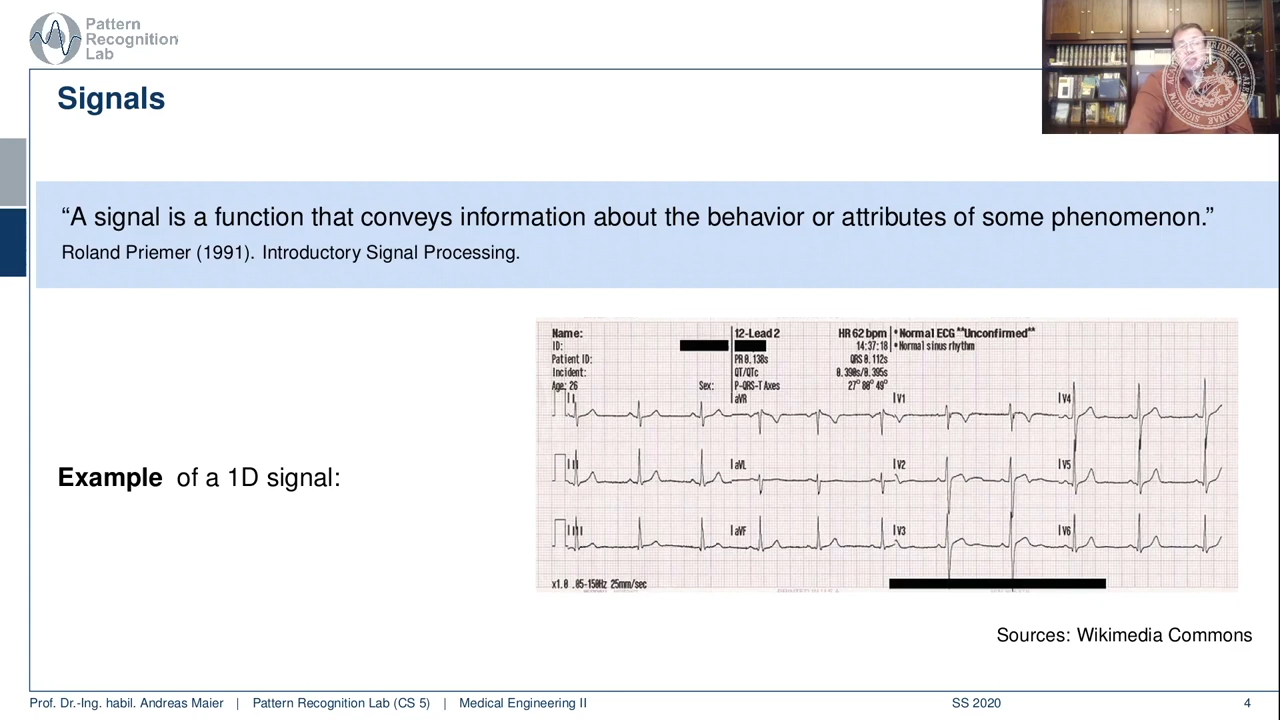 Pattern
Recognition
Lab
Signals
“A signal is a function that conveys information about the behavior or attributes of some phenomenon.”
Roland Priemer (1991). Introductory Signal Processing.
Example of a 1D signal:
Name: 12-Lead 2 HR 62 bpm • Normal ECG **Unconfirmed**
ID: 14:37:18 • Normal sinus rhythm
Patient ID: PR 0.138s QRS 0.112s
Incident: QT/QTc 0.390s/0.395s
Age: 26 Sex: P-QRS-T Axes 27° 80° 49°
I aVR V1 V4
II aVL V2 V5
III aVF V3 V6
x1.0 .05-150Hz 25mm/sec
Sources: Wikimedia Commons
Prof. Dr.-Ing. habil. Andreas Maier | Pattern Recognition Lab (CS 5) | Medical Engineering II SS 2020 4